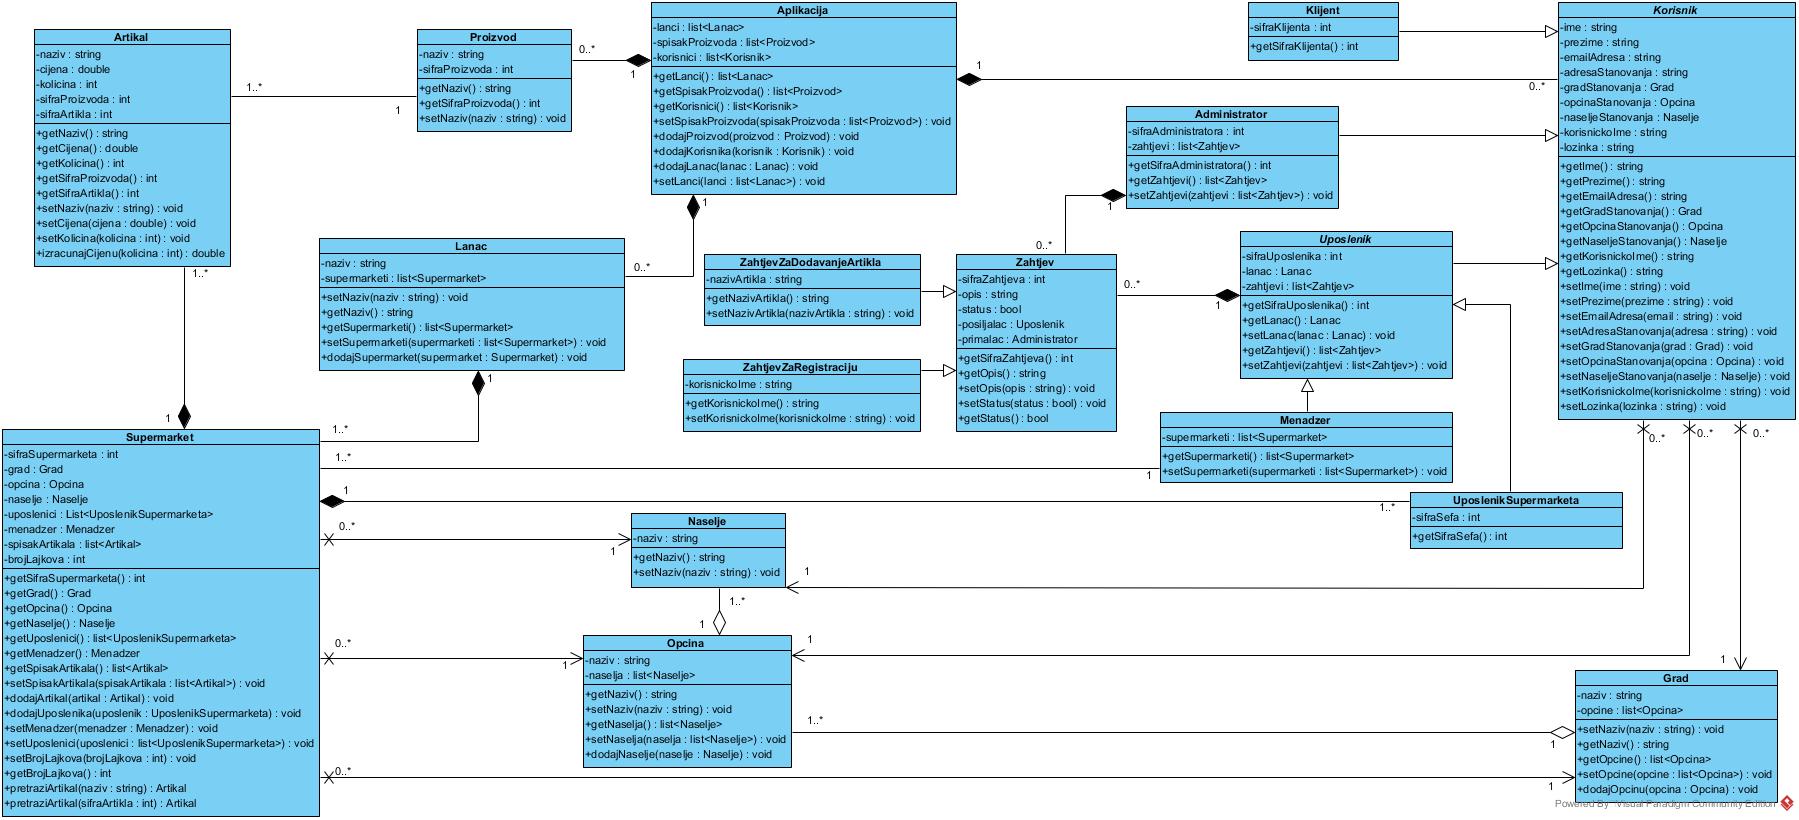 Artikal
-naziv : string
-cijena : double
-kolicina : int
-sifraProizvoda : int
-sifraArtikla : int
+getNaziv() : string
+getCijena() : double
+getKolicina() : int
+getSifraProizvoda() : int
+getSifraArtikla() : int
+setNaziv(naziv : string) : void
+setCijena(cijena : double) : void
+setKolicina(kolicina : int) : void
+izracunajCijenu(kolicina : int) : double
1..*
1
1..*
1
Proizvod
-naziv : string
-sifraProizvoda : int
+getNaziv() : string
+getSifraProizvoda() : int
+setNaziv(naziv : string) : void
0..*
1
Aplikacija
-lanci : list<Lanac>
-spisakProizvoda : list<Proizvod>
-korisnici : list<Korisnik>
+getLanci() : list<Lanac>
+getSpisakProizvoda() : list<Proizvod>
+getKorisnici() : list<Korisnik>
+setSpisakProizvoda(spisakProizvoda : list<Proizvod>) : void
+dodajProizvod(proizvod : Proizvod) : void
+dodajKorisnika(korisnik : Korisnik) : void
+dodajLanac(lanac : Lanac) : void
+setLanci(lanci : list<Lanac>) : void
1
0..*
1
0..*
Klijent
-sifraKlijenta : int
+getSifraKlijenta() : int
Korisnik
-ime : string
-prezime : string
-emailAdresa : string
-adresaStanovanja : string
-gradStanovanja : Grad
-opcinaStanovanja : Opcina
-naseljeStanovanja : Naselje
-korisnickoIme : string
-lozinka : string
+getIme() : string
+getPrezime() : string
+getEmailAdresa() : string
+getGradStanovanja() : Grad
+getOpcinaStanovanja() : Opcina
+getNaseljeStanovanja() : Naselje
+getKorisnickoIme() : string
+getLozinka() : string
+setIme(ime : string) : void
+setPrezime(prezime : string) : void
+setEmailAdresa(email : string) : void
+setAdresaStanovanja(adresa : string) : void
+setGradStanovanja(grad : Grad) : void
+setOpcinaStanovanja(opcina : Opcina) : void
+setNaseljeStanovanja(naselje : Naselje) : void
+setKorisnickoIme(korisnickoIme : string) : void
+setLozinka(lozinka : string) : void
0..*
0..*
0..*
Administrator
-sifraAdministratora : int
-zahtjevi : list<Zahtjev>
+getSifraAdministratora() : int
+getZahtjevi() : list<Zahtjev>
+setZahtjevi(zahtjevi : list<Zahtjev>) : void
1
0..*
Lanac
-naziv : string
-supermarketi : list<Supermarket>
+setNaziv(naziv : string) : void
+getNaziv() : string
+getSupermarketi() : list<Supermarket>
+setSupermarketi(supermarketi : list<Supermarket>) : void
+dodajSupermarket(supermarket : Supermarket) : void
1
1..*
ZahtjevZaDodavanjeArtikla
-nazivArtikla : string
+getNazivArtikla() : string
+setNazivArtikla(nazivArtikla : string) : void
ZahtjevZaRegistraciju
-korisnickoIme : string
+getKorisnickoIme() : string
+setKorisnickoIme(korisnickoIme : string) : void
Zahtjev
-sifraZahtjeva : int
-opis : string
-status : bool
-posiljalac : Uposlenik
-primalac : Administrator
+getSifraZahtjeva() : int
+getOpis() : string
+setOpis(opis : string) : void
+setStatus(status : bool) : void
+getStatus() : bool
0..*
1
Uposlenik
-sifraUposlenika : int
-lanac : Lanac
-zahtjevi : list<Zahtjev>
+getSifraUposlenika() : int
+getLanac() : Lanac
+setLanac(lanac : Lanac) : void
+getZahtjevi() : list<Zahtjev>
+setZahtjevi(zahtjevi : list<Zahtjev>) : void
Menadzer
-supermarketi : list<Supermarket>
+getSupermarketi() : list<Supermarket>
+setSupermarketi(supermarketi : list<Supermarket>) : void
1..*
1
UposlenikSupermarketa
-sifraSefa : int
+getSifraSefa() : int
1
1..*
Supermarket
-sifraSupermarketa : int
-grad : Grad
-opcina : Opcina
-naselje : Naselje
-uposlenici : List<UposlenikSupermarketa>
-menadzer : Menadzer
-spisakArtikala : list<Artikal>
-brojLajkova : int
+getSifraSupermarketa() : int
+getGrad() : Grad
+getOpcina() : Opcina
+getNaselje() : Naselje
+getUposlenici() : list<UposlenikSupermarketa>
+getMenadzer() : Menadzer
+getSpisakArtikala() : list<Artikal>
+setSpisakArtikala(spisakArtikala : list<Artikal>) : void
+dodajArtikal(artikal : Artikal) : void
+dodajUposlenika(uposlenik : UposlenikSupermarketa) : void
+setMenadzer(menadzer : Menadzer) : void
+setUposlenici(uposlenici : list<UposlenikSupermarketa>) : void
+setBrojLajkova(brojLajkova : int) : void
+getBrojLajkova() : int
+pretraziArtikal(naziv : string) : Artikal
+pretraziArtikal(sifraArtikla : int) : Artikal
0..*
1
0..*
1
0..*
1
Naselje
-naziv : string
+getNaziv() : string
+setNaziv(naziv : string) : void
1
1..*
1
Opcina
-naziv : string
-naselja : list<Naselje>
+getNaziv() : string
+setNaziv(naziv : string) : void
+getNaselja() : list<Naselje>
+setNaselja(naselja : list<Naselje>) : void
+dodajNaselje(naselje : Naselje) : void
1
1..*
1
1
Grad
-naziv : string
-opcine : list<Opcina>
+setNaziv(naziv : string) : void
+getNaziv() : string
+getOpcine() : list<Opcina>
+setOpcine(opcine : list<Opcina>) : void
+dodajOpcinu(opcina : Opcina) : void
Powered By Visual Paradigm Community Edition